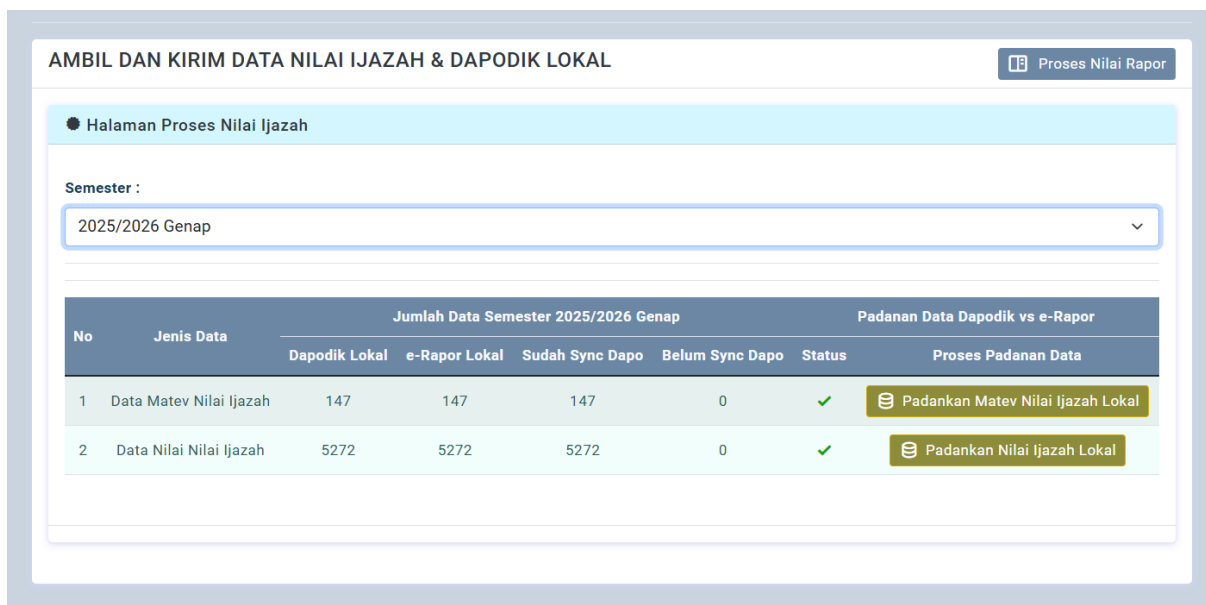 AMBIL DAN KIRIM DATA NILAI IJAZAH & DAPODIK LOKAL
Proses Nilai Rapor
Halaman Proses Nilai Ijazah
Semester :
2025/2026 Genap
No Jenis Data Jumlah Data Semester 2025/2026 Genap Padanan Data Dapodik vs e-Rapor
Dapodik Lokal e-Rapor Lokal Sudah Sync Dapo Belum Sync Dapo Status Proses Padanan Data
1 Data Matev Nilai Ijazah 147 147 147 0 ✓ Padankan Matev Nilai Ijazah Lokal
2 Data Nilai Nilai Ijazah 5272 5272 5272 0 ✓ Padankan Nilai Ijazah Lokal